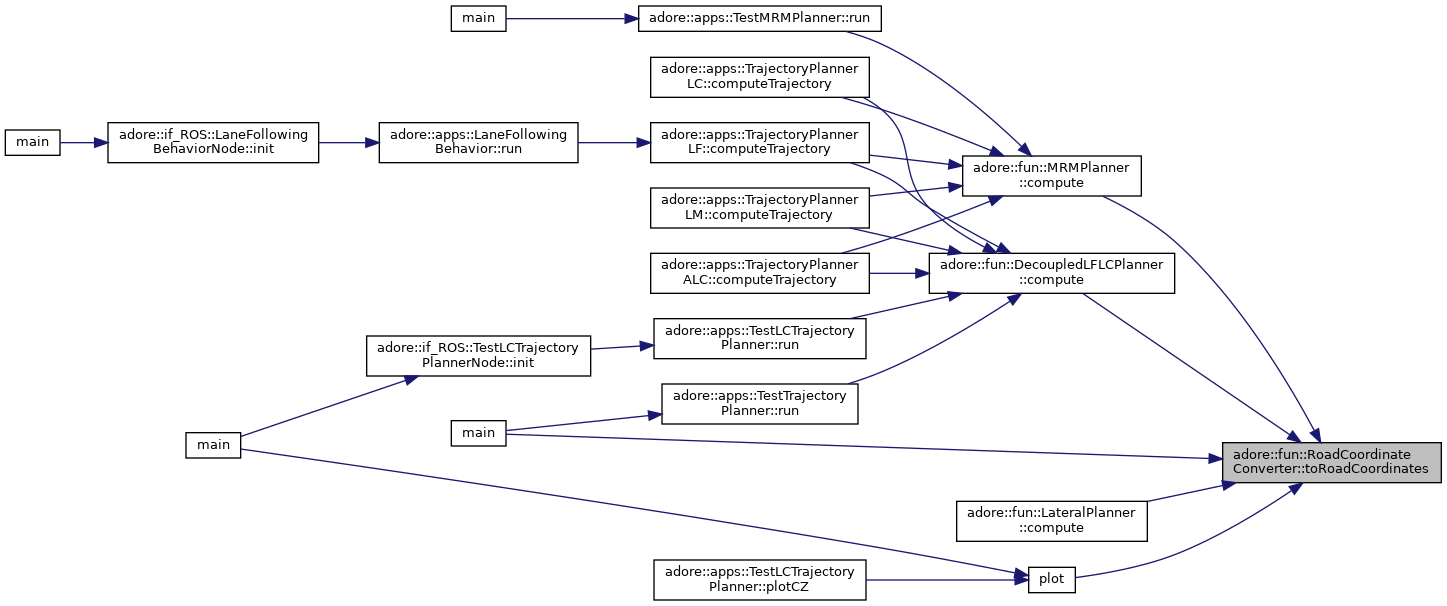 main
adore::apps::TestMRMPlanner::run
adore::apps::TrajectoryPlanner
LC::computeTrajectory
main
adore::if_ROS::LaneFollowing
BehaviorNode::init
adore::apps::LaneFollowing
Behavior::run
adore::apps::TrajectoryPlanner
LF::computeTrajectory
adore::fun::MRMPlanner
::compute
adore::apps::TrajectoryPlanner
LM::computeTrajectory
adore::apps::TrajectoryPlanner
ALC::computeTrajectory
adore::fun::DecoupledLFLCPlanner
::compute
adore::apps::TestLCTrajectory
Planner::run
adore::if_ROS::TestLCTrajectory
PlannerNode::init
adore::apps::TestTrajectory
Planner::run
main
main
adore::fun::RoadCoordinate
Converter::toRoadCoordinates
adore::fun::LateralPlanner
::compute
adore::apps::TestLCTrajectory
Planner::plotCZ
plot